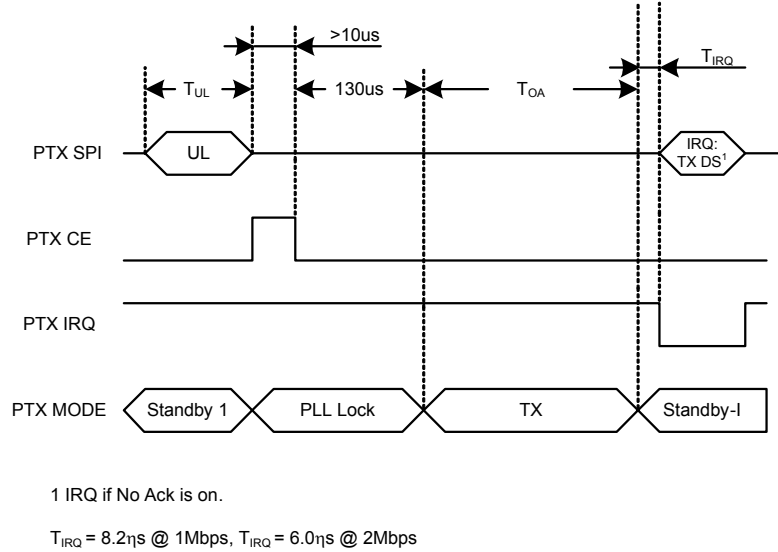 >10us
T_IRQ
T_UL
130us
T_OA
PTX SPI
UL
IRQ:
TX DS¹
PTX CE
PTX IRQ
PTX MODE
Standby 1
PLL Lock
TX
Standby-I
1 IRQ if No Ack is on.
T_IRQ = 8.2ηs @ 1Mbps, T_IRQ = 6.0ηs @ 2Mbps